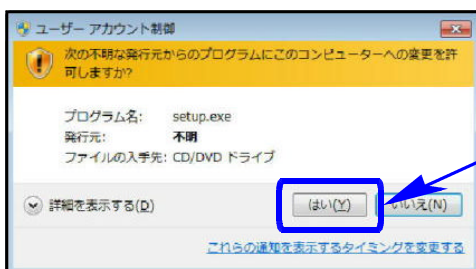 ユーザー アカウント制御
次の不明な発行元からのプログラムにこのコンピューターへの変更を許
可しますか?
プログラム名: setup.exe
発行元: 不明
ファイルの入手先: CD/DVD ドライブ
詳細を表示する(D) はい(Y) いいえ(N)
これらの通知を表示するタイミングを変更する